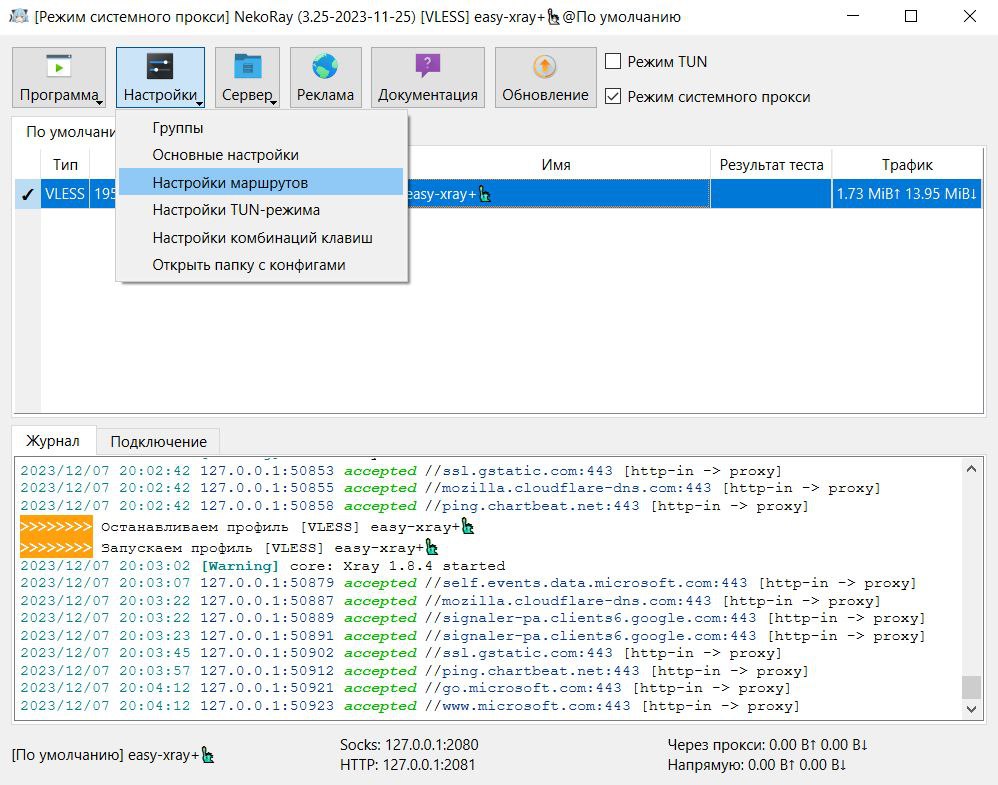 [Режим системного прокси] NekoRay (3.25-2023-11-25) [VLESS] easy-xray+@По умолчанию
Программа Настройки Сервер Реклама Документация Обновление
Режим TUN
Режим системного прокси
По умолчани
Группы
Основные настройки
Настройки маршрутов
Настройки TUN-режима
Настройки комбинаций клавиш
Открыть папку с конфигами
Тип Имя Результат теста Трафик
✓ VLESS 195 easy-xray+ 1.73 MiB↑ 13.95 MiB↓
Журнал Подключение
2023/12/07 20:02:42 127.0.0.1:50853 accepted //ssl.gstatic.com:443 [http-in -> proxy]
2023/12/07 20:02:42 127.0.0.1:50855 accepted //mozilla.cloudflare-dns.com:443 [http-in -> proxy]
2023/12/07 20:02:42 127.0.0.1:50858 accepted //ping.chartbeat.net:443 [http-in -> proxy]
>>>>>>>> Останавливаем профиль [VLESS] easy-xray+
>>>>>>>> Запускаем профиль [VLESS] easy-xray+
2023/12/07 20:03:02 [Warning] core: Xray 1.8.4 started
2023/12/07 20:03:07 127.0.0.1:50879 accepted //self.events.data.microsoft.com:443 [http-in -> proxy]
2023/12/07 20:03:22 127.0.0.1:50887 accepted //mozilla.cloudflare-dns.com:443 [http-in -> proxy]
2023/12/07 20:03:22 127.0.0.1:50889 accepted //signaler-pa.clients6.google.com:443 [http-in -> proxy]
2023/12/07 20:03:23 127.0.0.1:50891 accepted //signaler-pa.clients6.google.com:443 [http-in -> proxy]
2023/12/07 20:03:45 127.0.0.1:50902 accepted //ssl.gstatic.com:443 [http-in -> proxy]
2023/12/07 20:03:57 127.0.0.1:50912 accepted //ping.chartbeat.net:443 [http-in -> proxy]
2023/12/07 20:04:12 127.0.0.1:50921 accepted //go.microsoft.com:443 [http-in -> proxy]
2023/12/07 20:04:12 127.0.0.1:50923 accepted //www.microsoft.com:443 [http-in -> proxy]
[По умолчанию] easy-xray+
Socks: 127.0.0.1:2080
HTTP: 127.0.0.1:2081
Через прокси: 0.00 B↑ 0.00 B↓
Напрямую: 0.00 B↑ 0.00 B↓